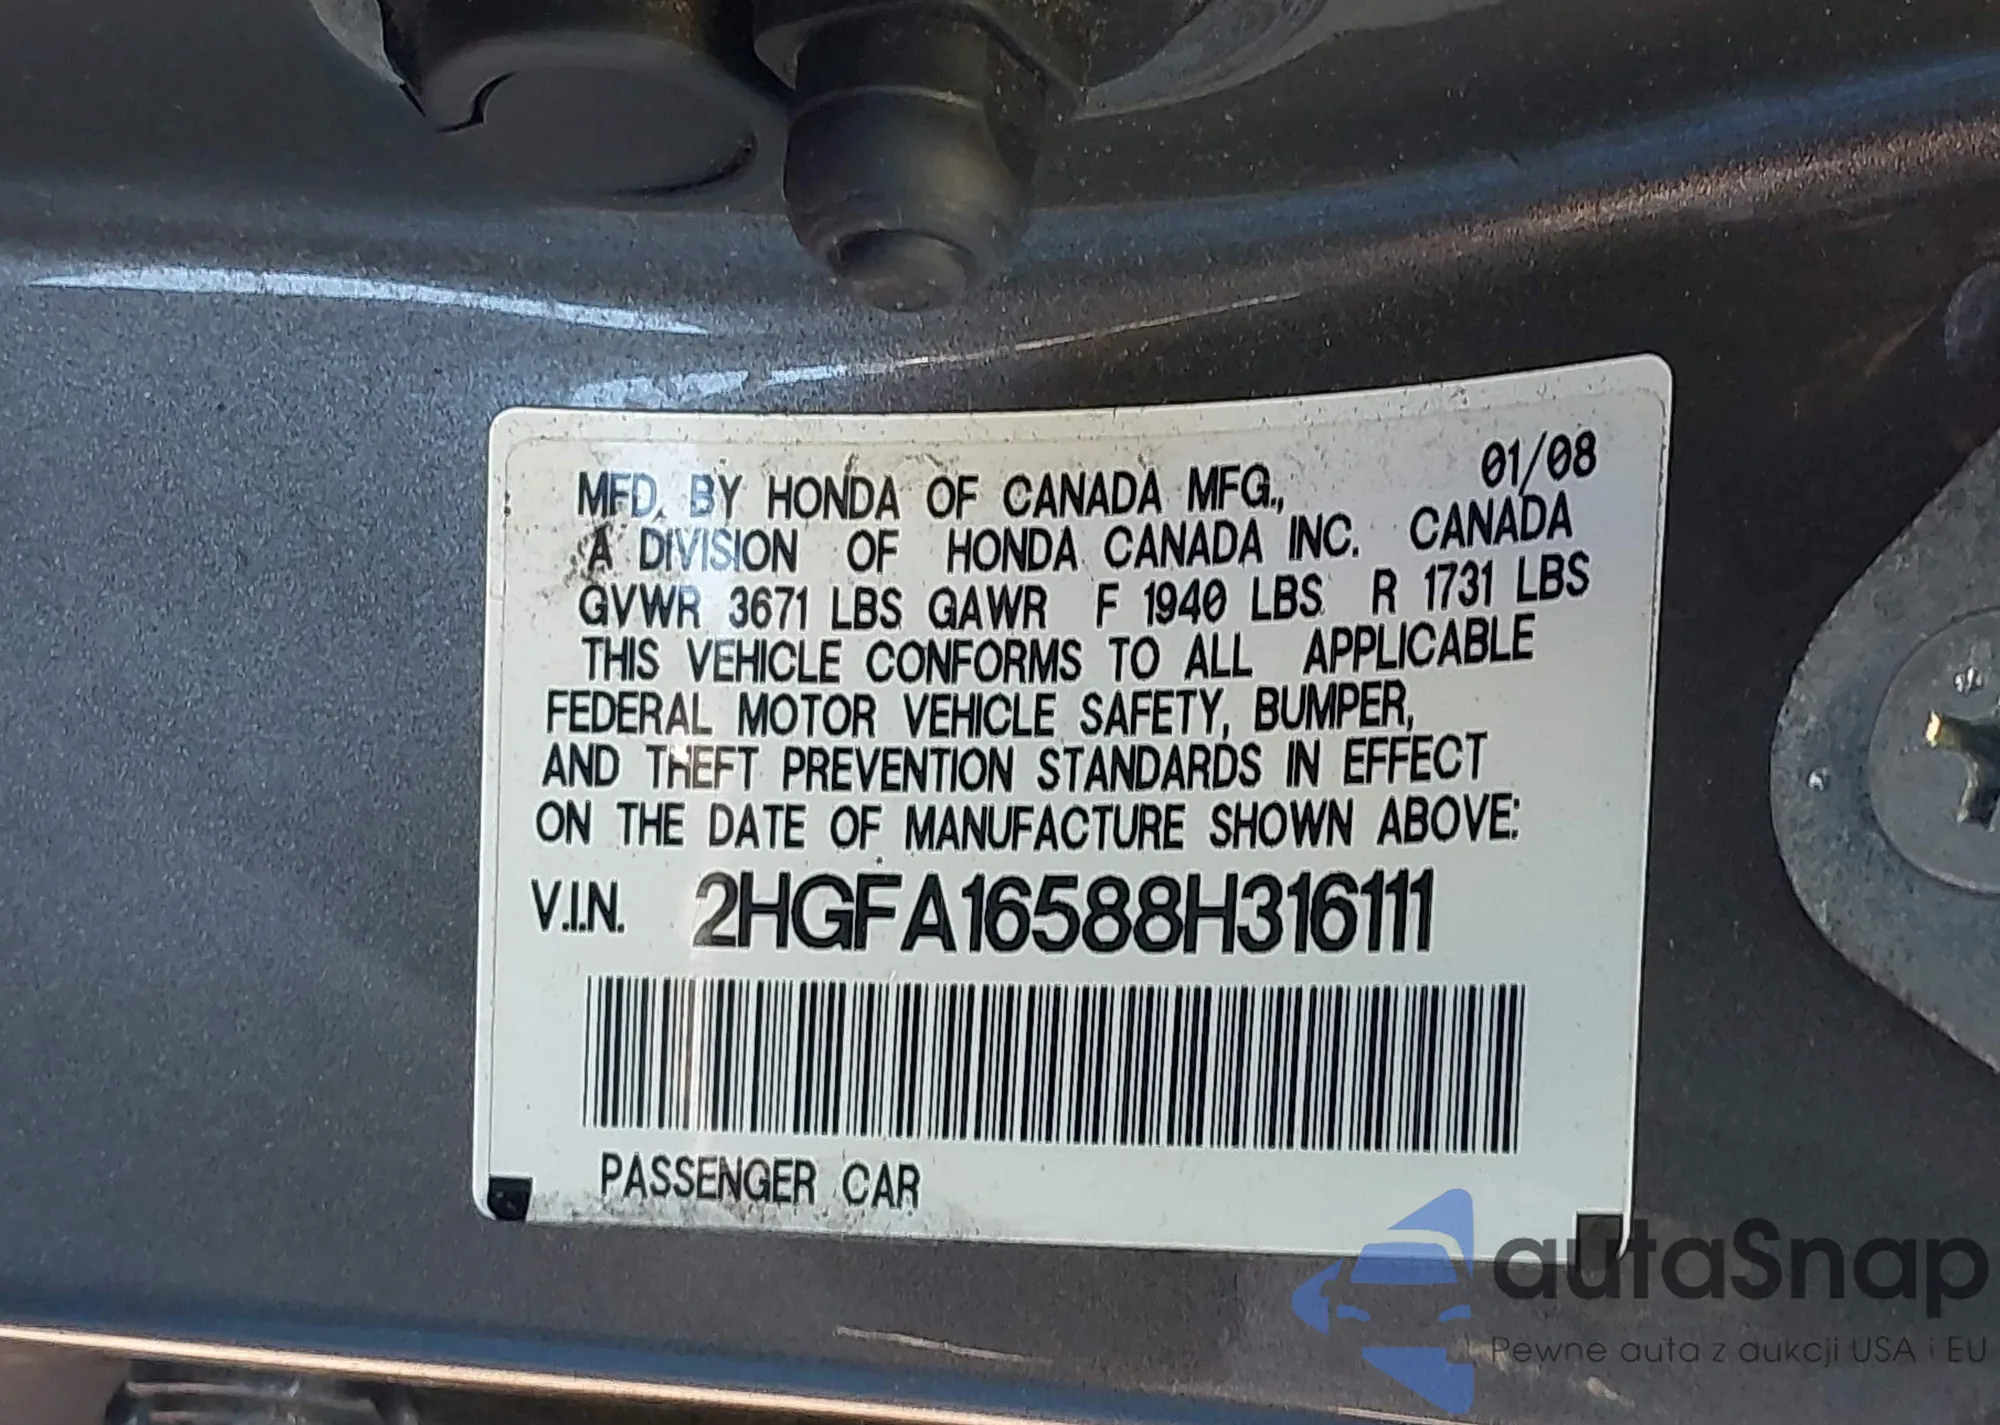 01/08
MFD. BY HONDA OF CANADA MFG.,
A DIVISION OF HONDA CANADA INC. CANADA
GVWR 3671 LBS GAWR F 1940 LBS R 1731 LBS
THIS VEHICLE CONFORMS TO ALL APPLICABLE
FEDERAL MOTOR VEHICLE SAFETY, BUMPER,
AND THEFT PREVENTION STANDARDS IN EFFECT
ON THE DATE OF MANUFACTURE SHOWN ABOVE:
V.I.N. 2HGFA16588H316111
PASSENGER CAR
autaSnap
Pewne auta z aukcji USA i EU